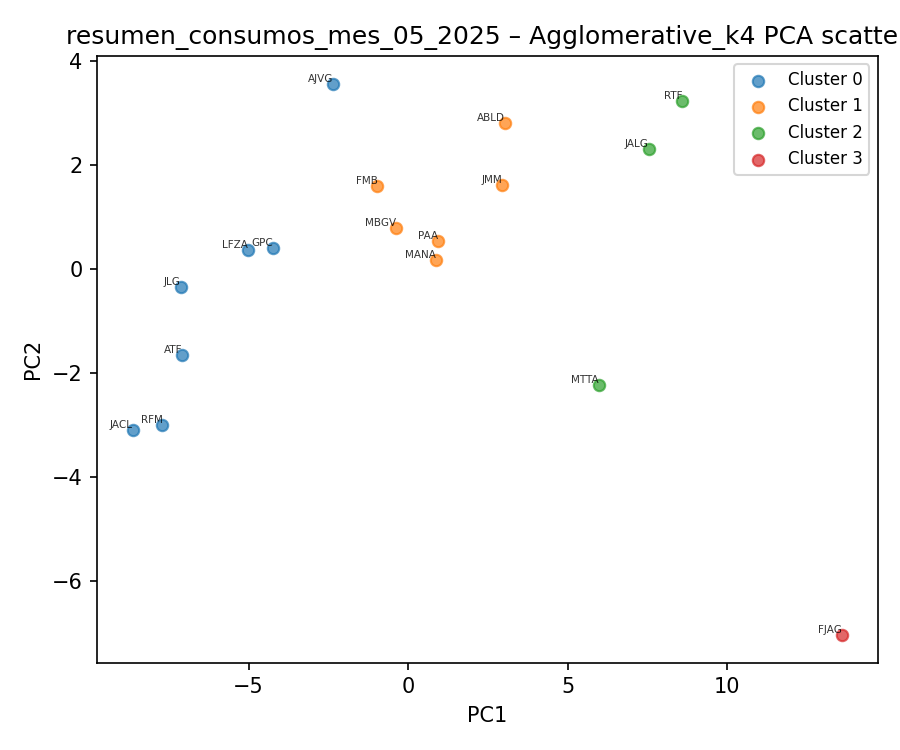 resumen_consumos_mes_05_2025 – Agglomerative_k4 PCA scatte
Cluster 0
Cluster 1
Cluster 2
Cluster 3
AJVG
ABLD
RTF
JALG
FMB
JMM
MBGV
PAA
MANA
LFZA
GPC
JLG
ATF
MTTA
JACL
RFM
FJAG
4
2
0
−2
−4
−6
PC2
−5
0
5
10
PC1